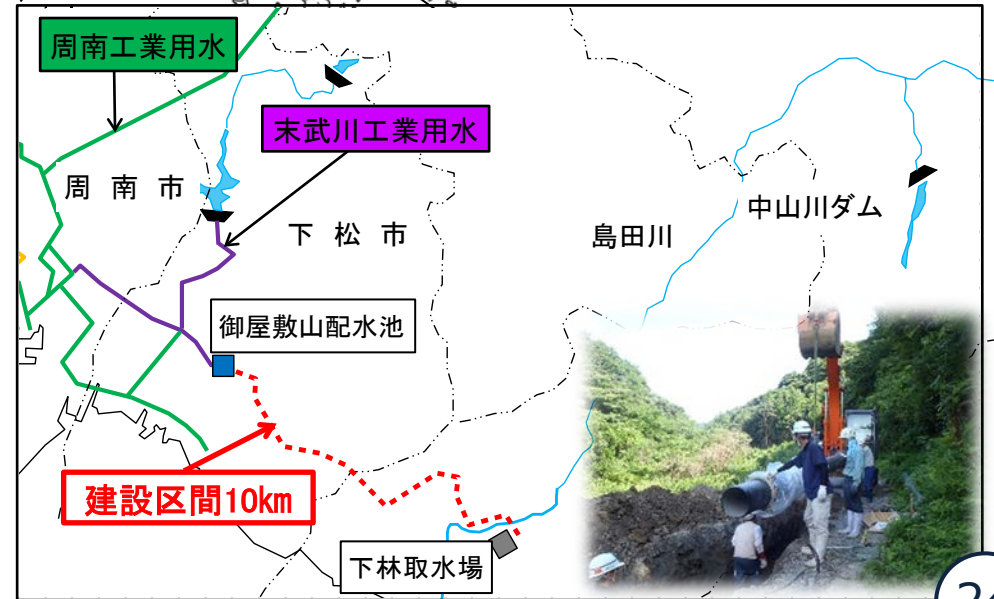 周南工業用水
末武川工業用水
周南市
下松市
島田川
中山川ダム
御屋敷山配水池
建設区間10km
下林取水場